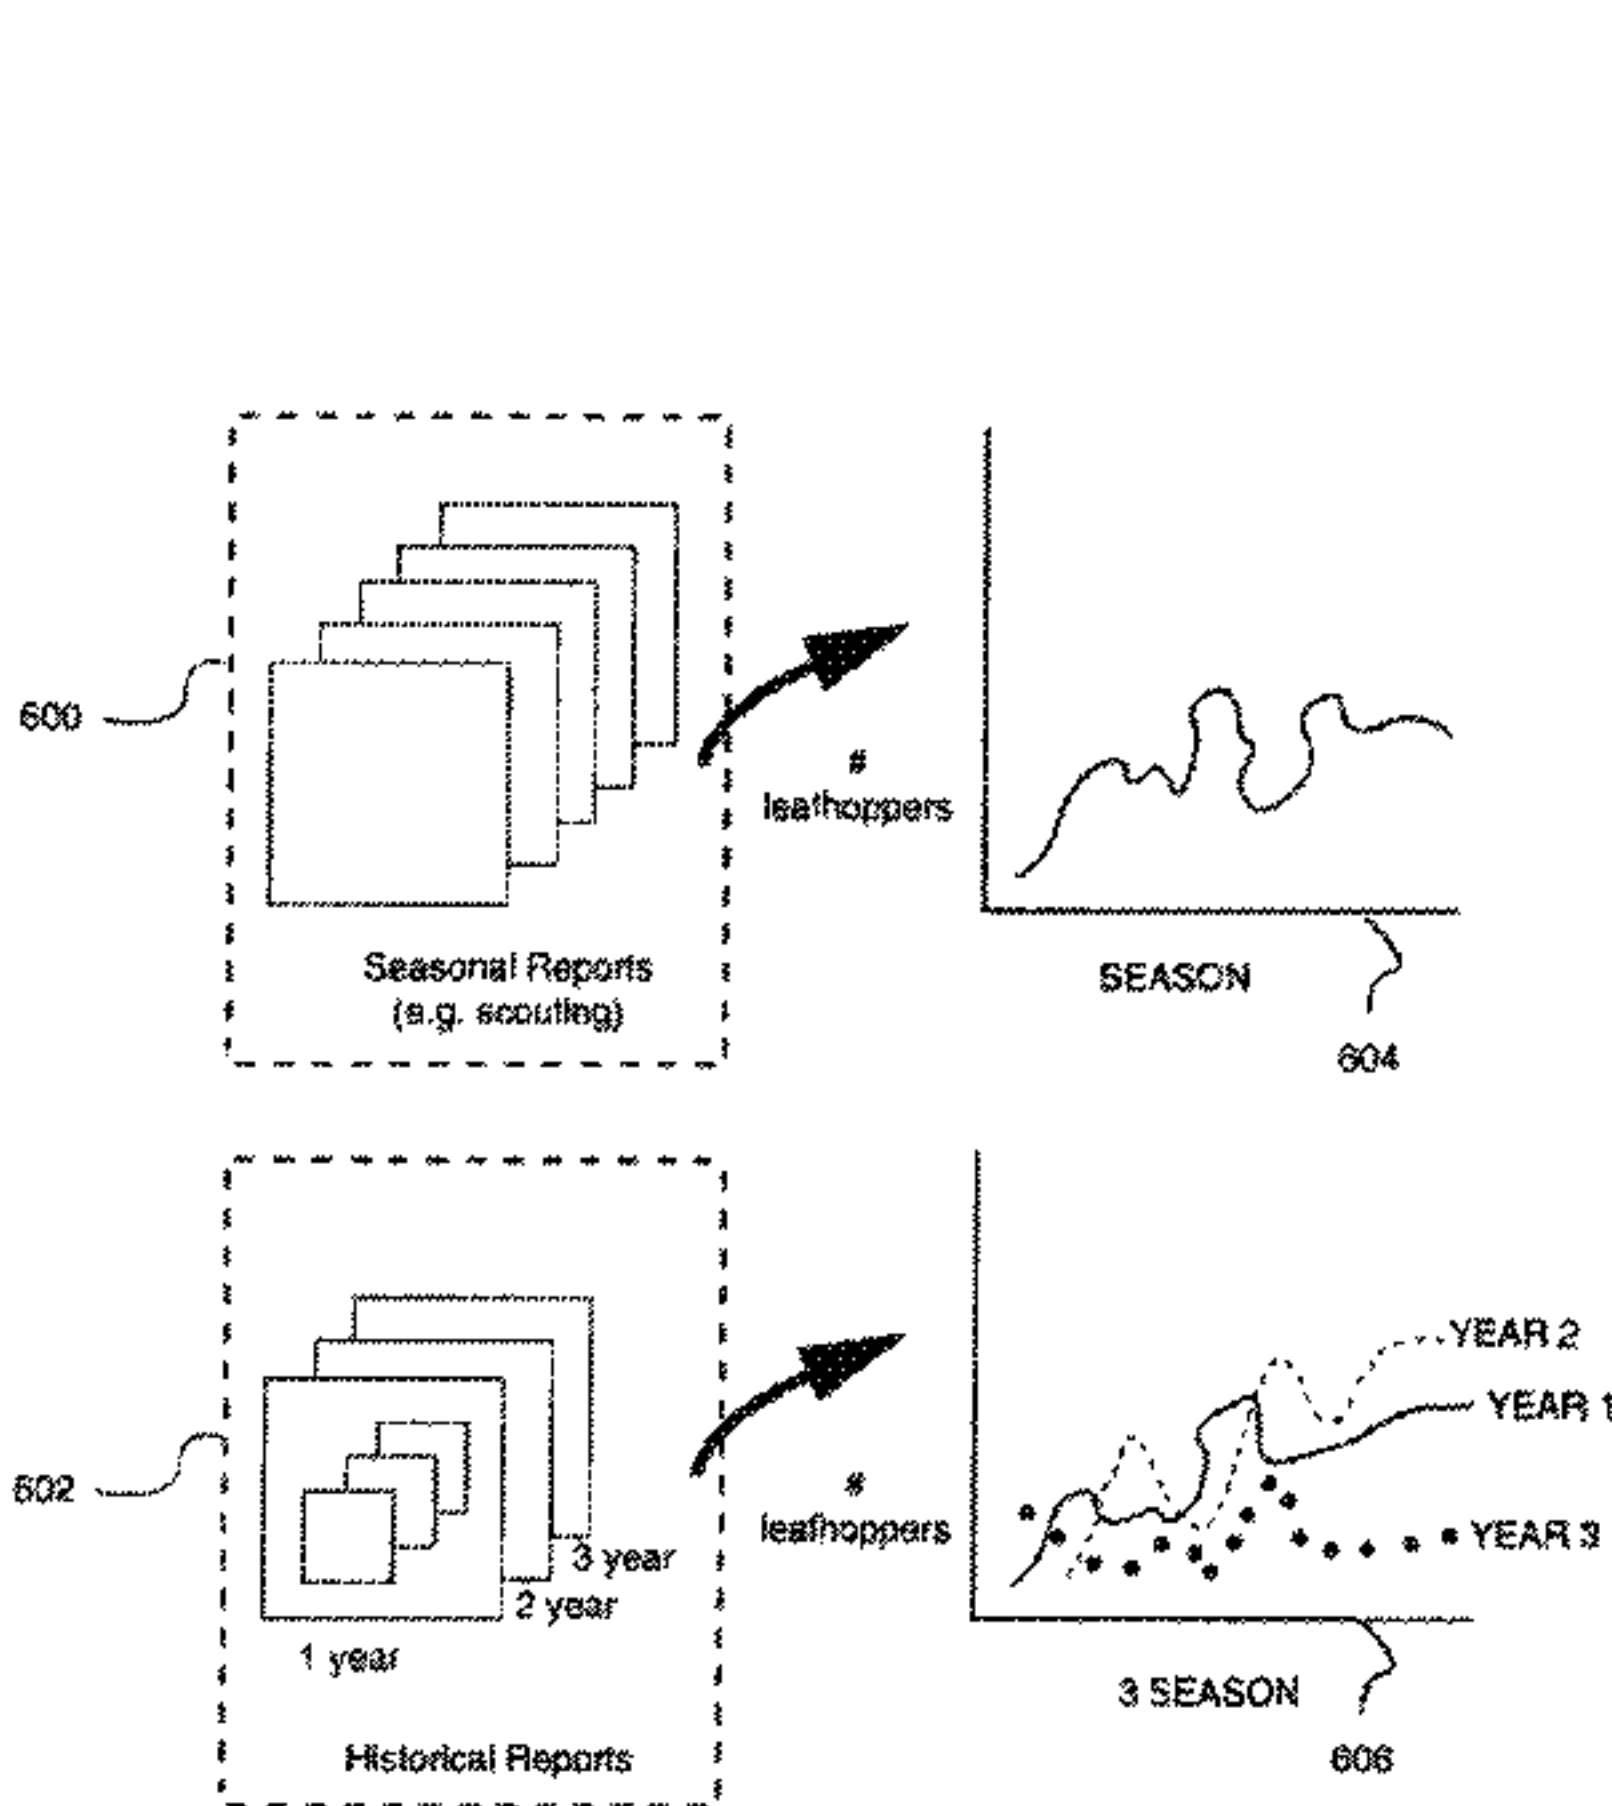 600
#
leafhoppers
Seasonal Reports
(e.g. scouting)
SEASON
604
YEAR 2
YEAR 1
602
#
leafhoppers
YEAR 3
3 year
2 year
1 year
3 SEASON
Historical Reports
606